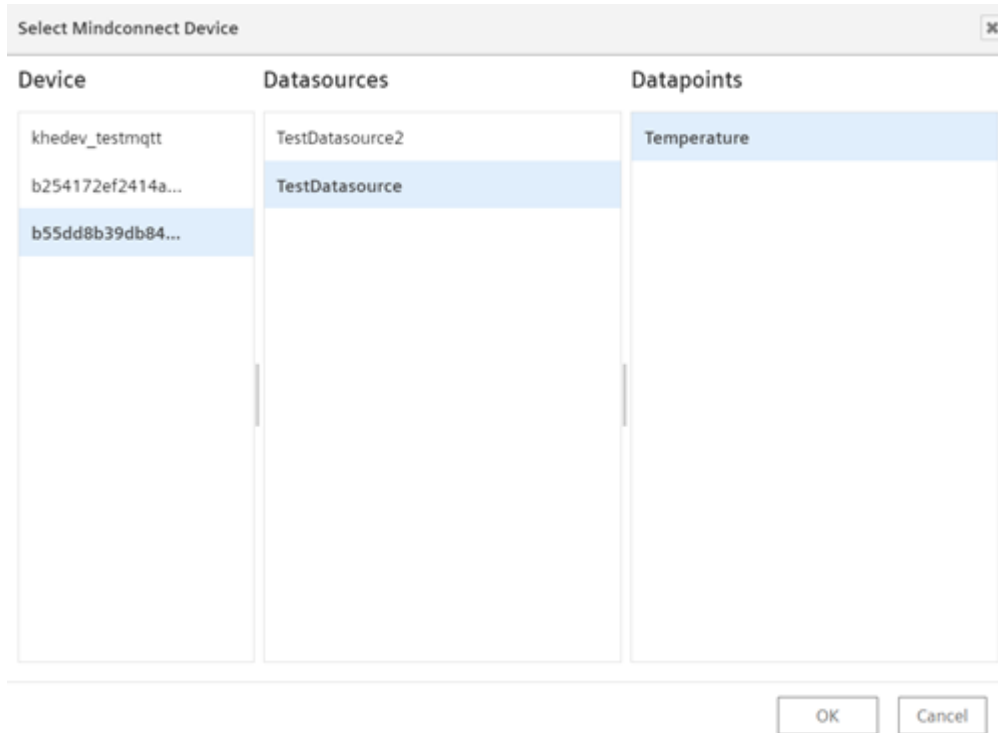 Select Mindconnect Device
Device
Datasources
Datapoints
khedev_testmqtt
TestDatasource2
Temperature
b254172ef2414a...
TestDatasource
b55dd8b39db84...
OK
Cancel